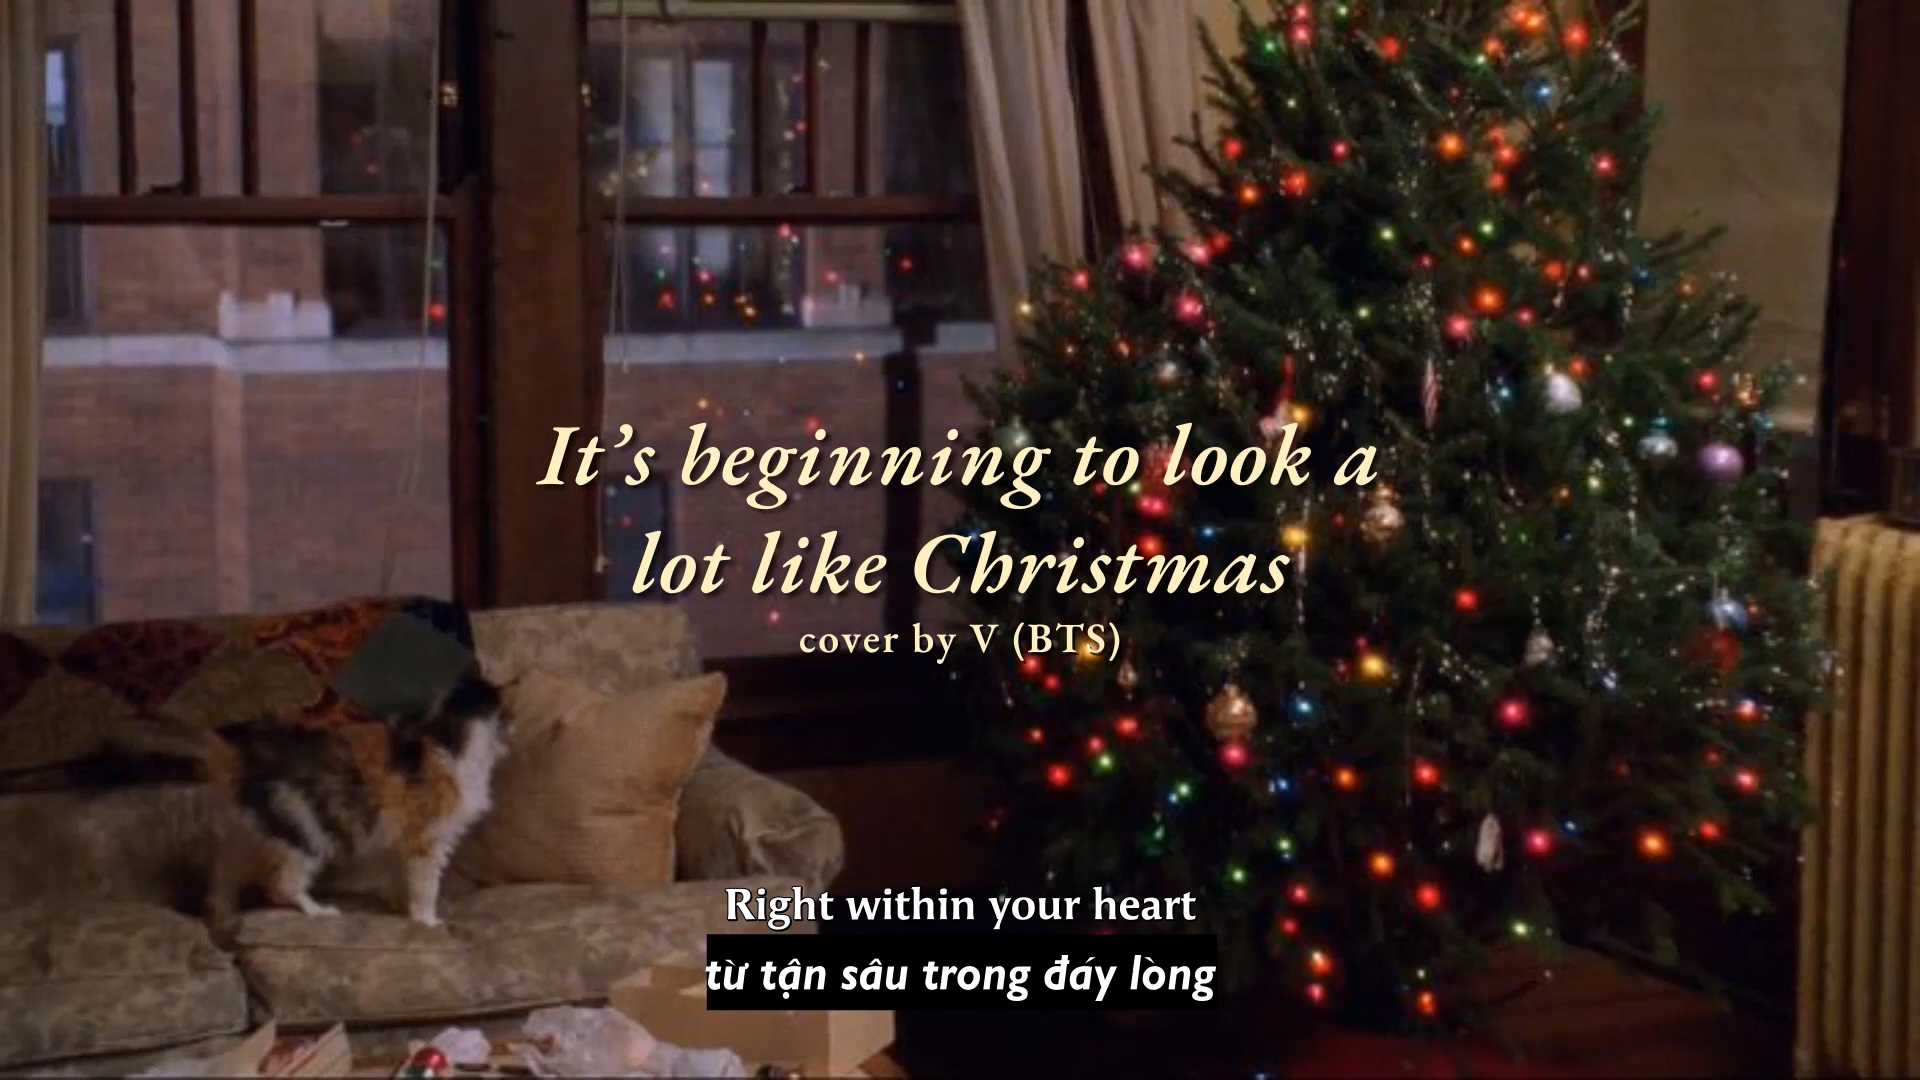 It’s beginning to look a
lot like Christmas
cover by V (BTS)
Right within your heart
từ tận sâu trong đáy lòng